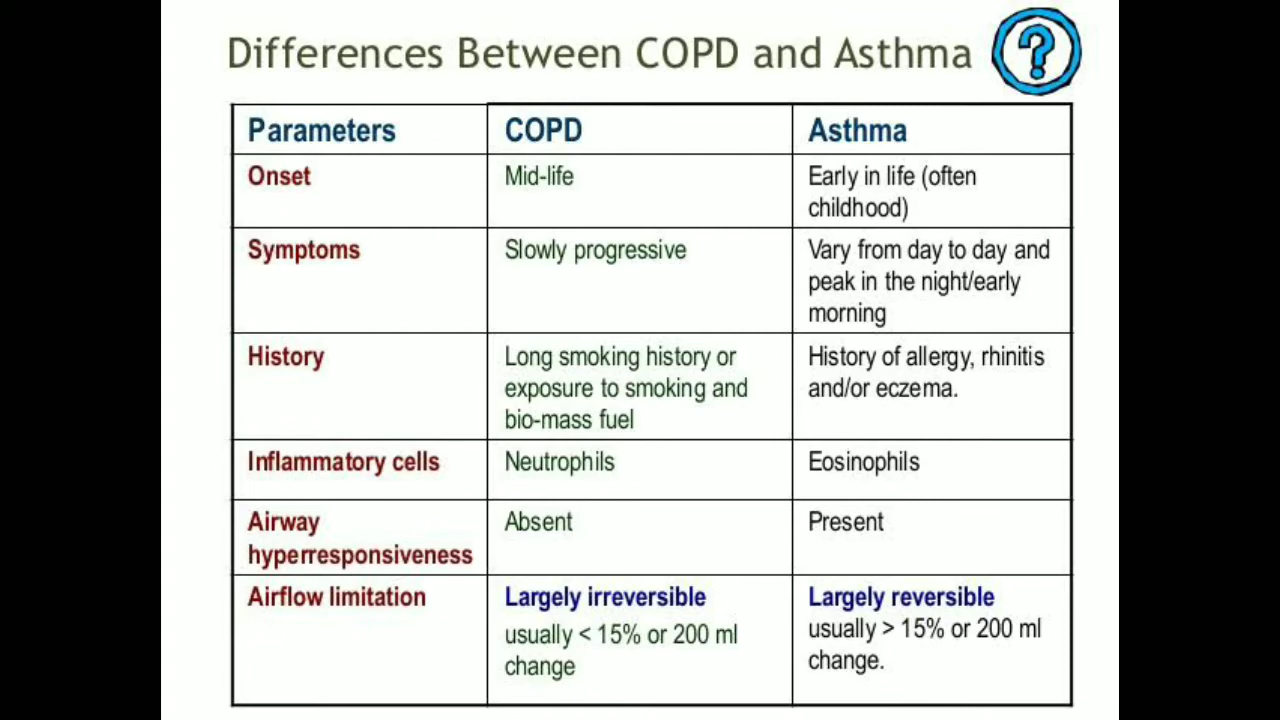 Differences Between COPD and Asthma
?
Parameters COPD Asthma
Onset Mid-life Early in life (often
childhood)
Symptoms Slowly progressive Vary from day to day and
peak in the night/early
morning
History Long smoking history or History of allergy, rhinitis
exposure to smoking and and/or eczema.
bio-mass fuel
Inflammatory cells Neutrophils Eosinophils
Airway Absent Present
hyperresponsiveness
Airflow limitation Largely irreversible Largely reversible
usually < 15% or 200 ml usually > 15% or 200 ml
change change.